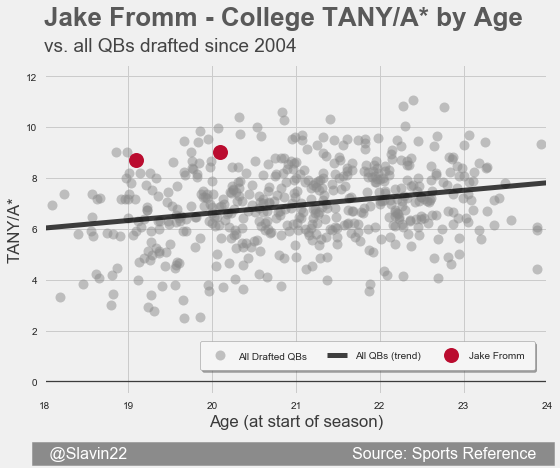 Jake Fromm - College TANY/A* by Age
vs. all QBs drafted since 2004
12
10
8
6
4
2
0
TANY/A*
All Drafted QBs
All QBs (trend)
Jake Fromm
18 19 20 21 22 23 24
Age (at start of season)
@Slavin22
Source: Sports Reference